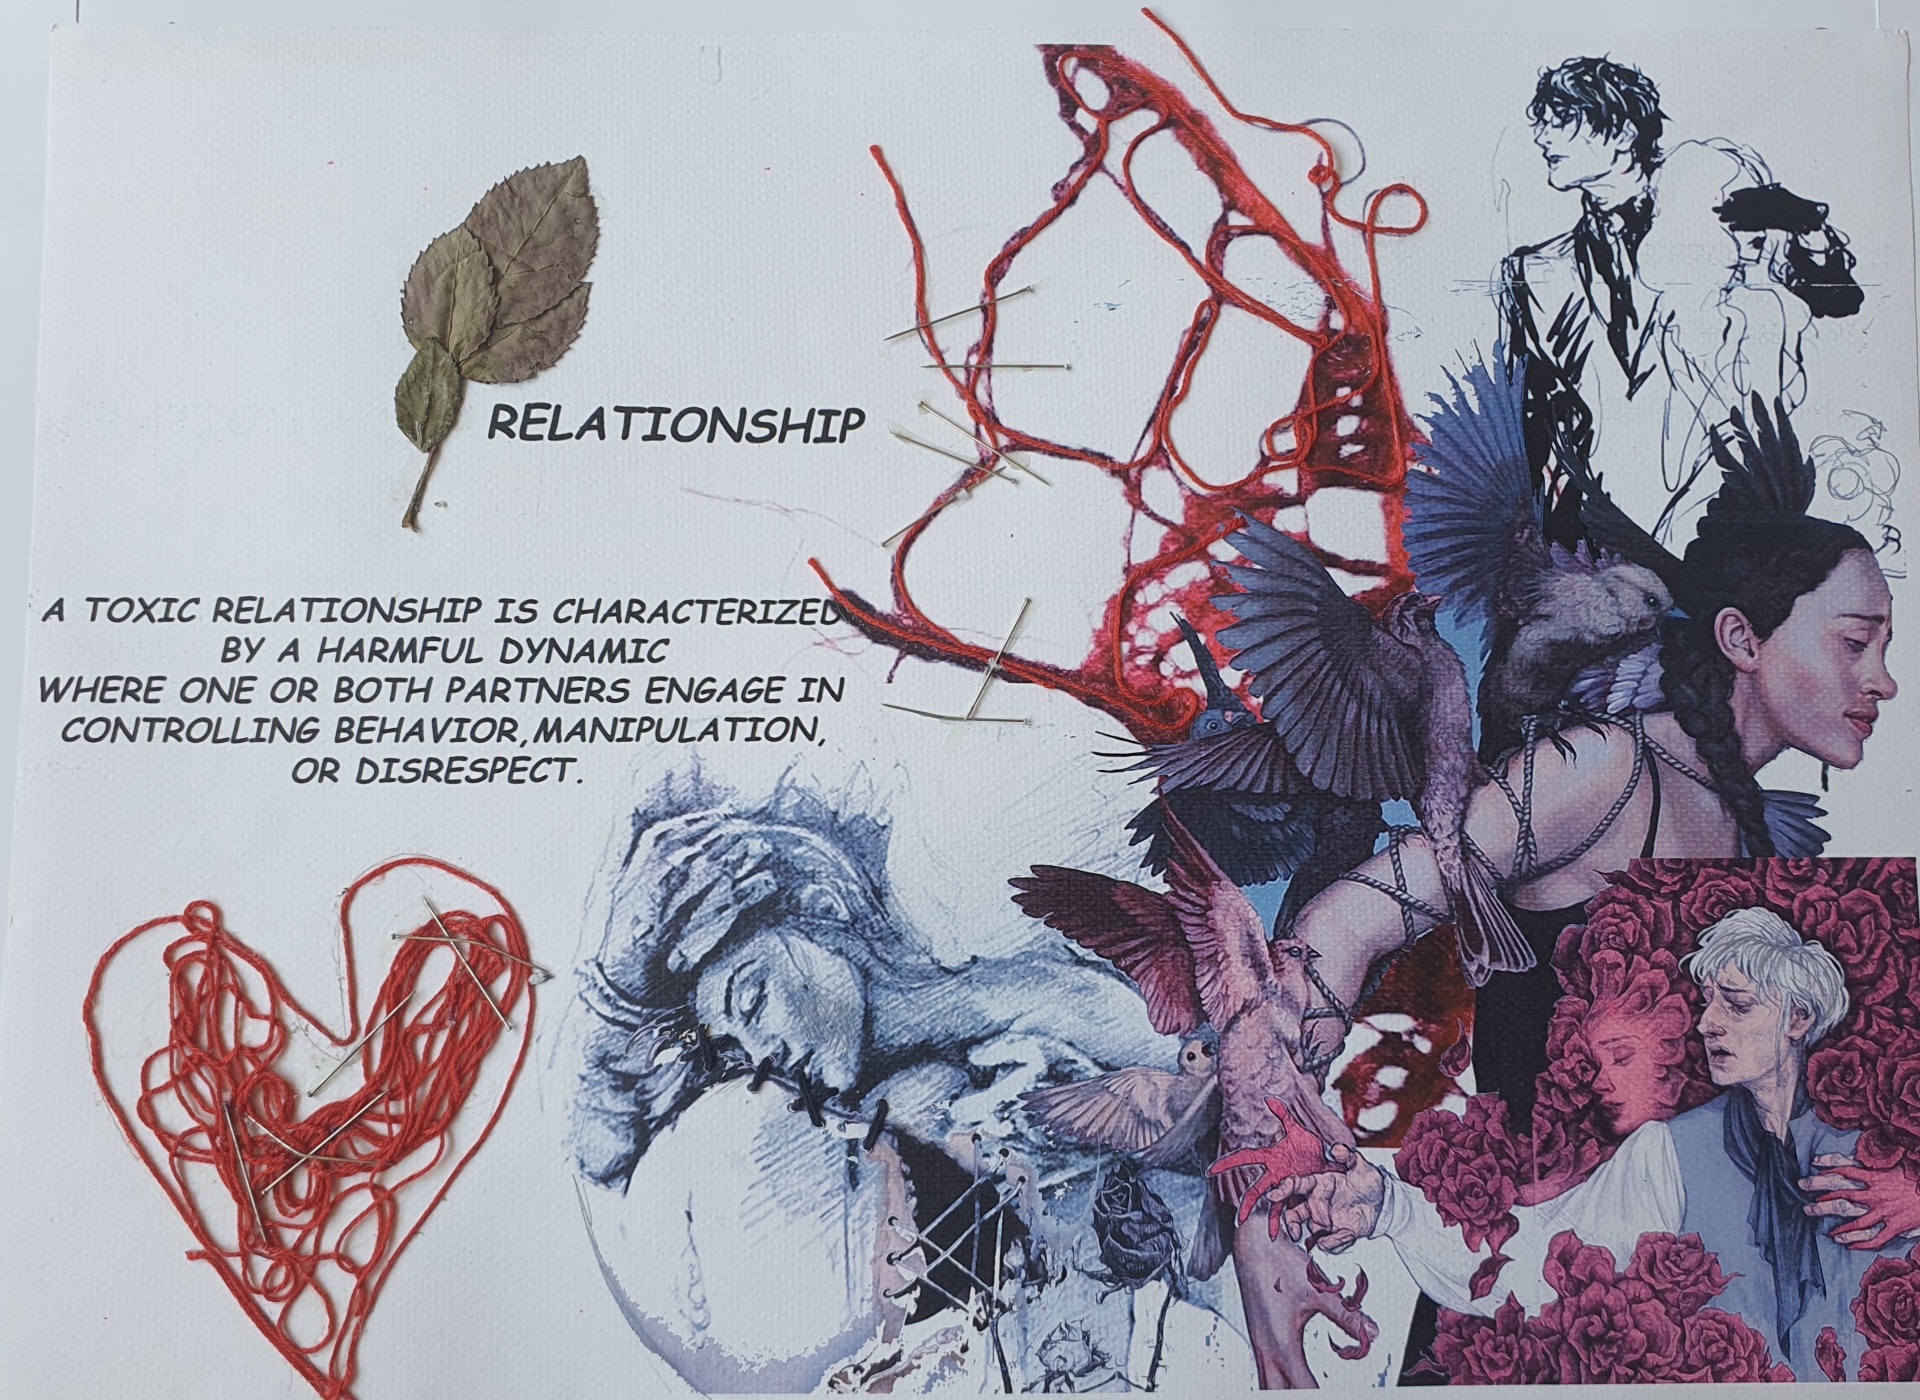 RELATIONSHIP
A TOXIC RELATIONSHIP IS CHARACTERIZED
BY A HARMFUL DYNAMIC
WHERE ONE OR BOTH PARTNERS ENGAGE IN
CONTROLLING BEHAVIOR,MANIPULATION,
OR DISRESPECT.